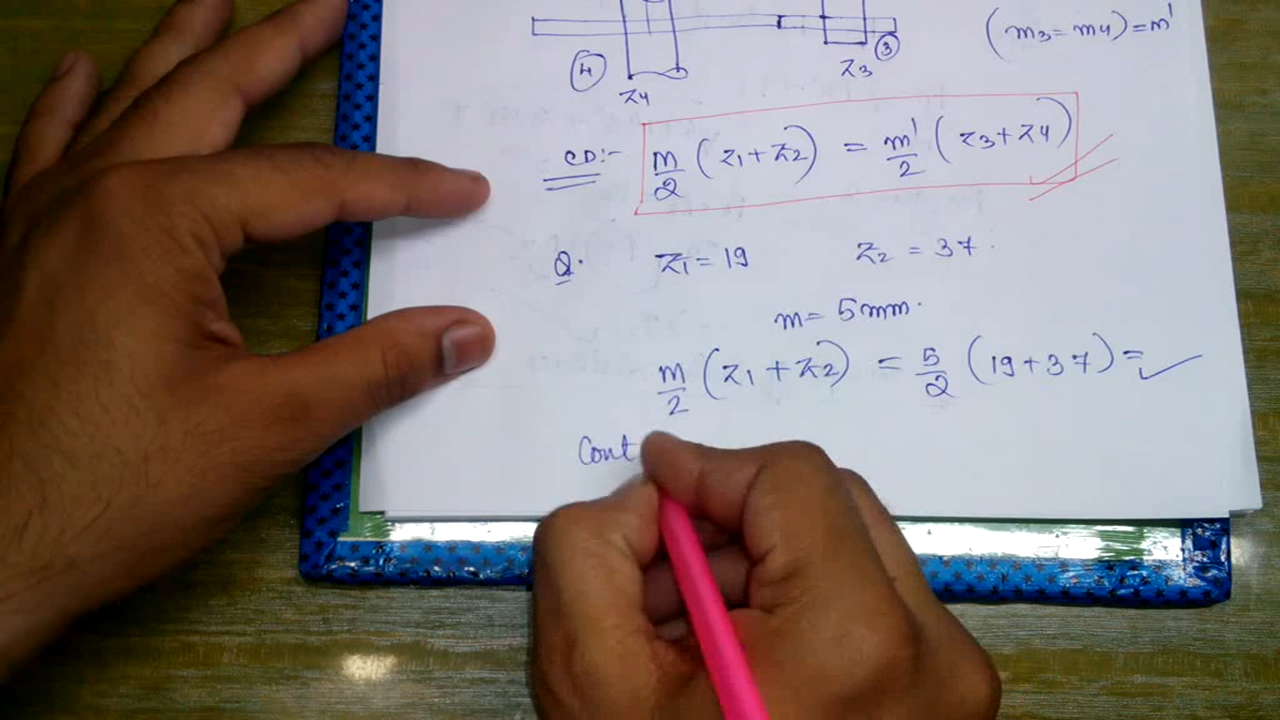 (m3 = m4) = m'
4
3
z4
z3
CD:- m/2 (z1+z2) = m'/2 (z3+z4)
Q. z1 = 19 z2 = 37.
m = 5mm.
m/2 (z1 + z2) = 5/2 (19+37) =
Cont